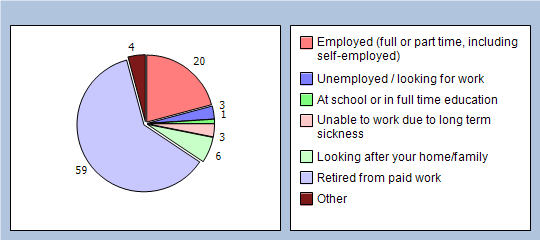 4
20
3
1
3
6
59
Employed (full or part time, including
self-employed)
Unemployed / looking for work
At school or in full time education
Unable to work due to long term
sickness
Looking after your home/family
Retired from paid work
Other